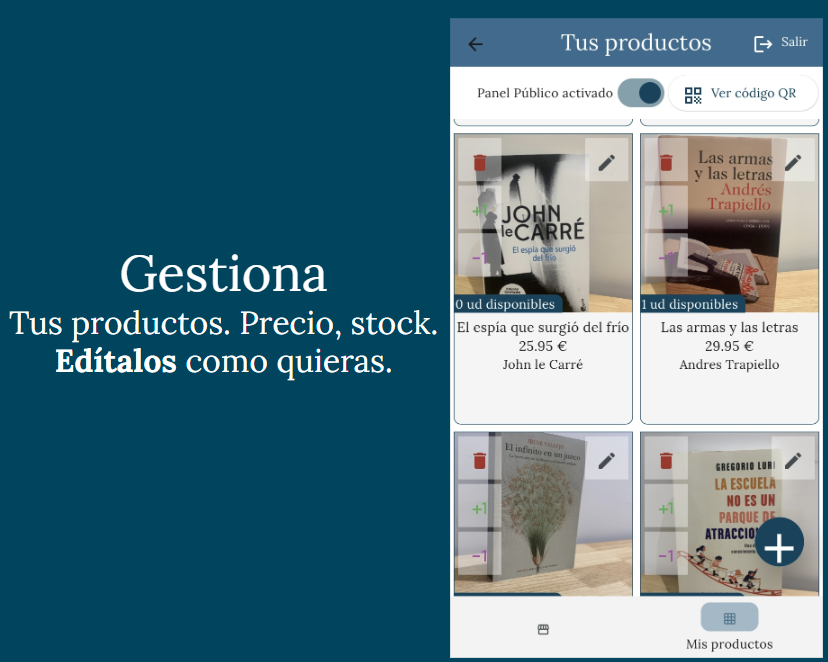 Gestiona
Tus productos. Precio, stock.
Edítalos como quieras.
Tus productos
Salir
Panel Público activado
Ver código QR
+1
-1
JOHN
le CARRÉ
El espía que surgió
del frío
0 ud disponibles
El espía que surgió del frío
25.95 €
John le Carré
+1
-1
Las armas
y las letras
Andrés
Trapiello
1 ud disponibles
Las armas y las letras
29.95 €
Andres Trapiello
+1
-1
IRENE VALLEJO
El infinito en un junco
+1
-1
GREGORIO LURI
LA ESCUELA
NO ES UN
PARQUE DE
ATRACCIO
Mis productos